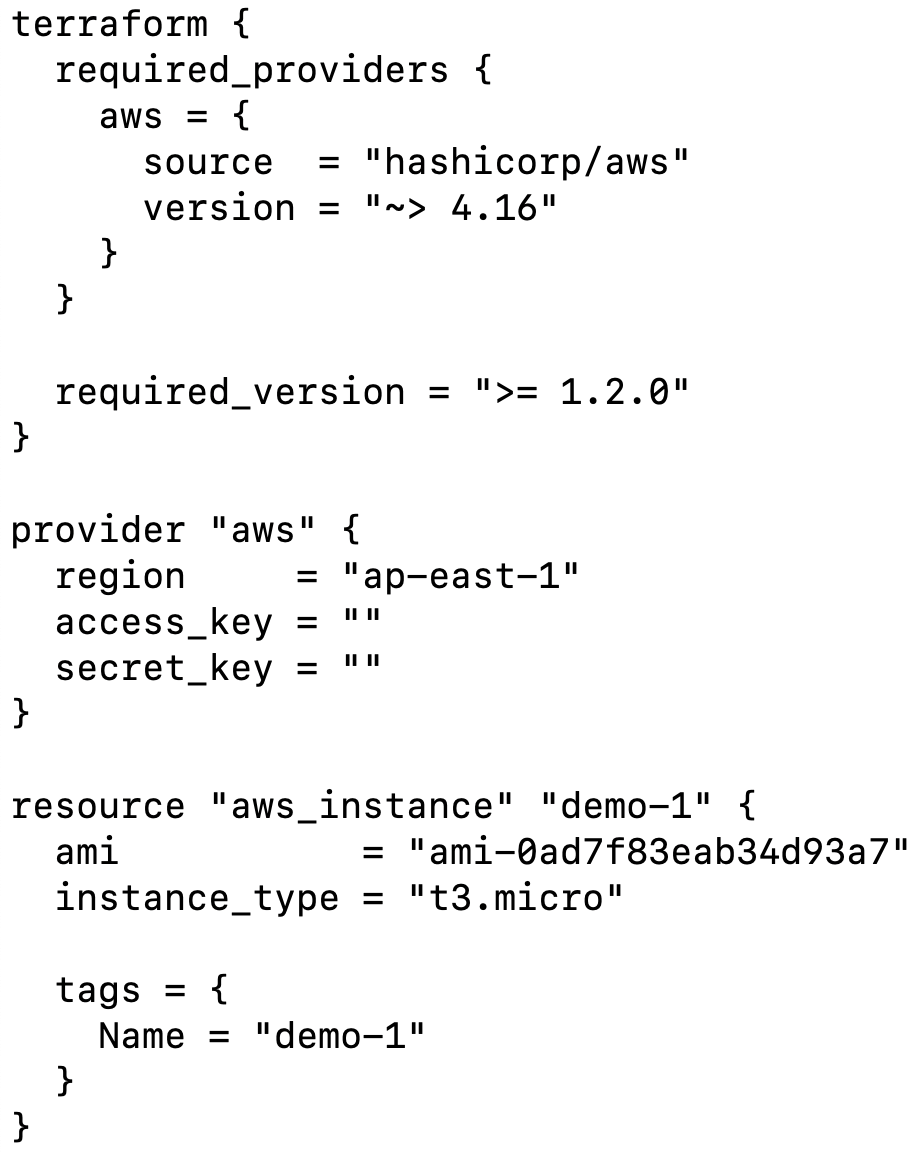 terraform {
  required_providers {
    aws = {
      source  = "hashicorp/aws"
      version = "~> 4.16"
    }
  }

  required_version = ">= 1.2.0"
}

provider "aws" {
  region     = "ap-east-1"
  access_key = ""
  secret_key = ""
}

resource "aws_instance" "demo-1" {
  ami           = "ami-0ad7f83eab34d93a7"
  instance_type = "t3.micro"

  tags = {
    Name = "demo-1"
  }
}